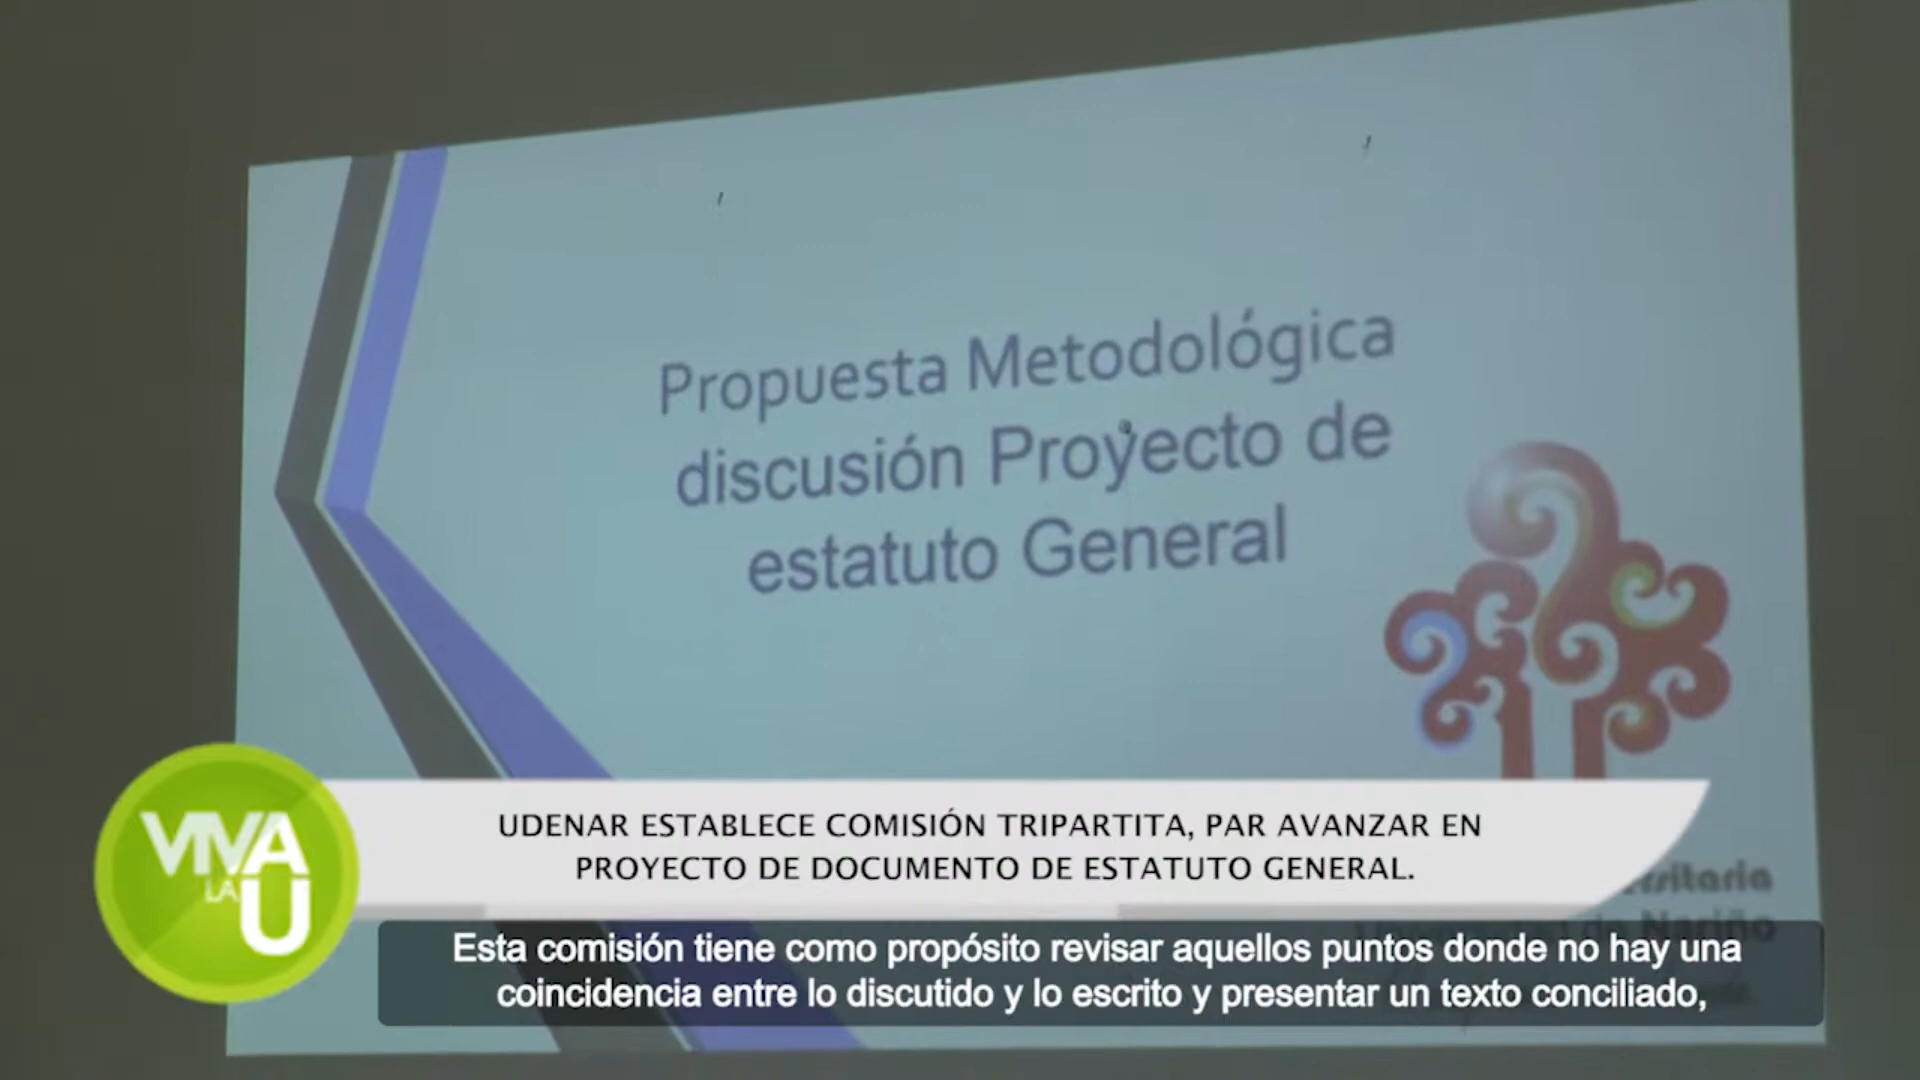 Propuesta Metodológica
discusión Proyecto de
estatuto General
VIVA
LA
U
UDENAR ESTABLECE COMISIÓN TRIPARTITA, PAR AVANZAR EN
PROYECTO DE DOCUMENTO DE ESTATUTO GENERAL.
de Nariño
Esta comisión tiene como propósito revisar aquellos puntos donde no hay una
coincidencia entre lo discutido y lo escrito y presentar un texto conciliado,